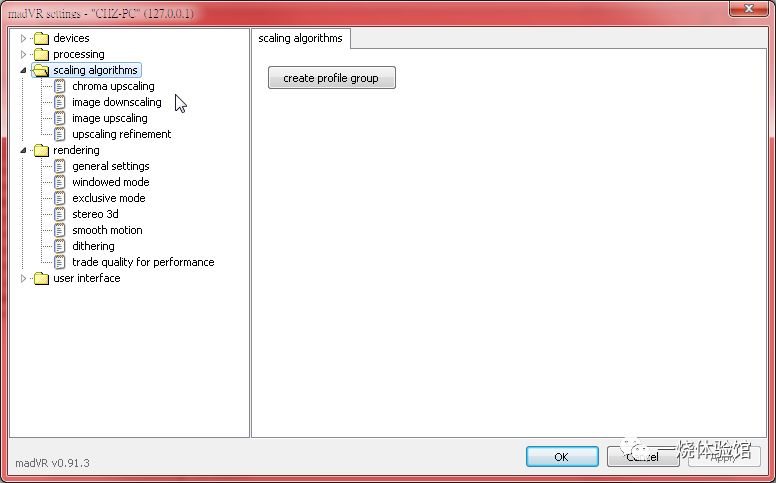 madVR settings - "CHZ-PC" (127.0.0.1)
devices
processing
scaling algorithms
chroma upscaling
image downscaling
image upscaling
upscaling refinement
rendering
general settings
windowed mode
exclusive mode
stereo 3d
smooth motion
dithering
trade quality for performance
user interface
scaling algorithms
create profile group
madVR v0.91.3
OK
Cancel
Apply
一烧体验馆